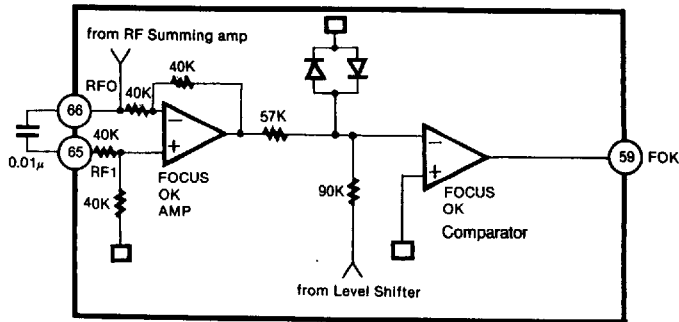 from RF Summing amp
RFO
40K
40K
66
40K
57K
0.01μ
65
RF1
40K
FOCUS
OK
AMP
90K
FOCUS
OK
Comparator
59
FOK
from Level Shifter